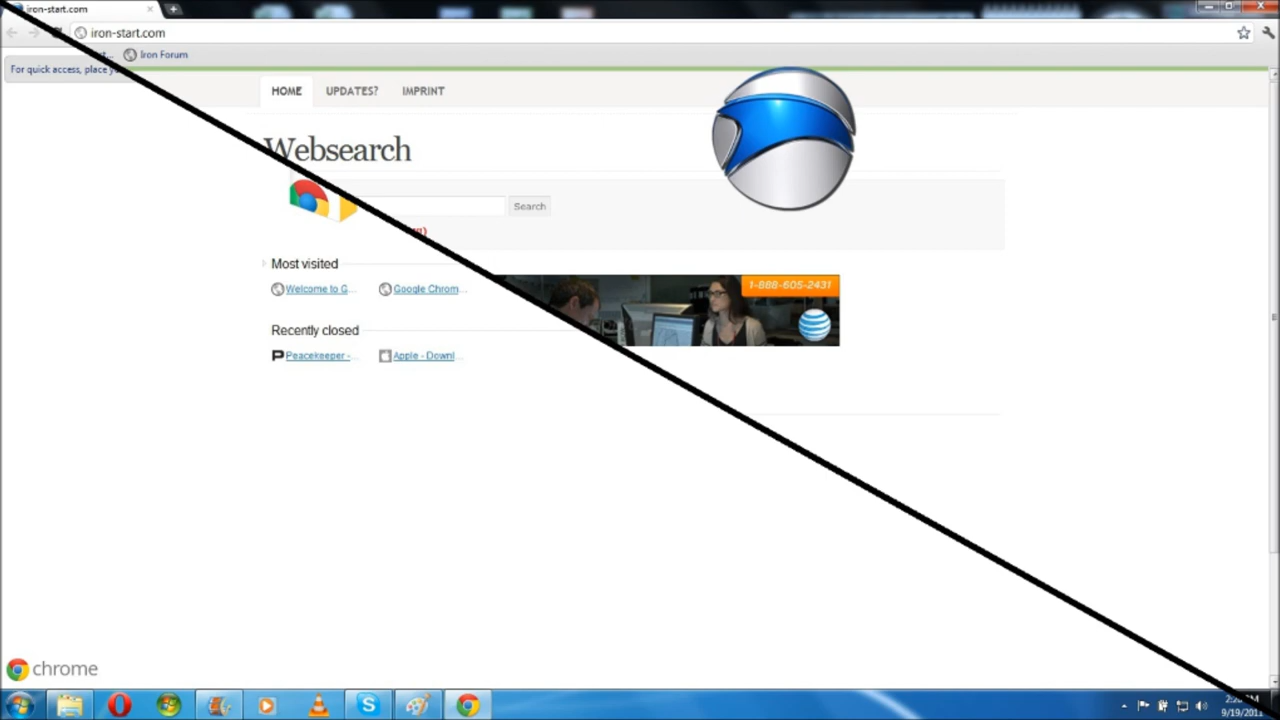 iron-start.com
iron-start.com
Iron Forum
For quick access, place
HOME UPDATES? IMPRINT
Websearch
Search
Most visited
Welcome to G... Google Chrom...
1-888-605-2431
Recently closed
Peacekeeper -... Apple - Downl...
chrome